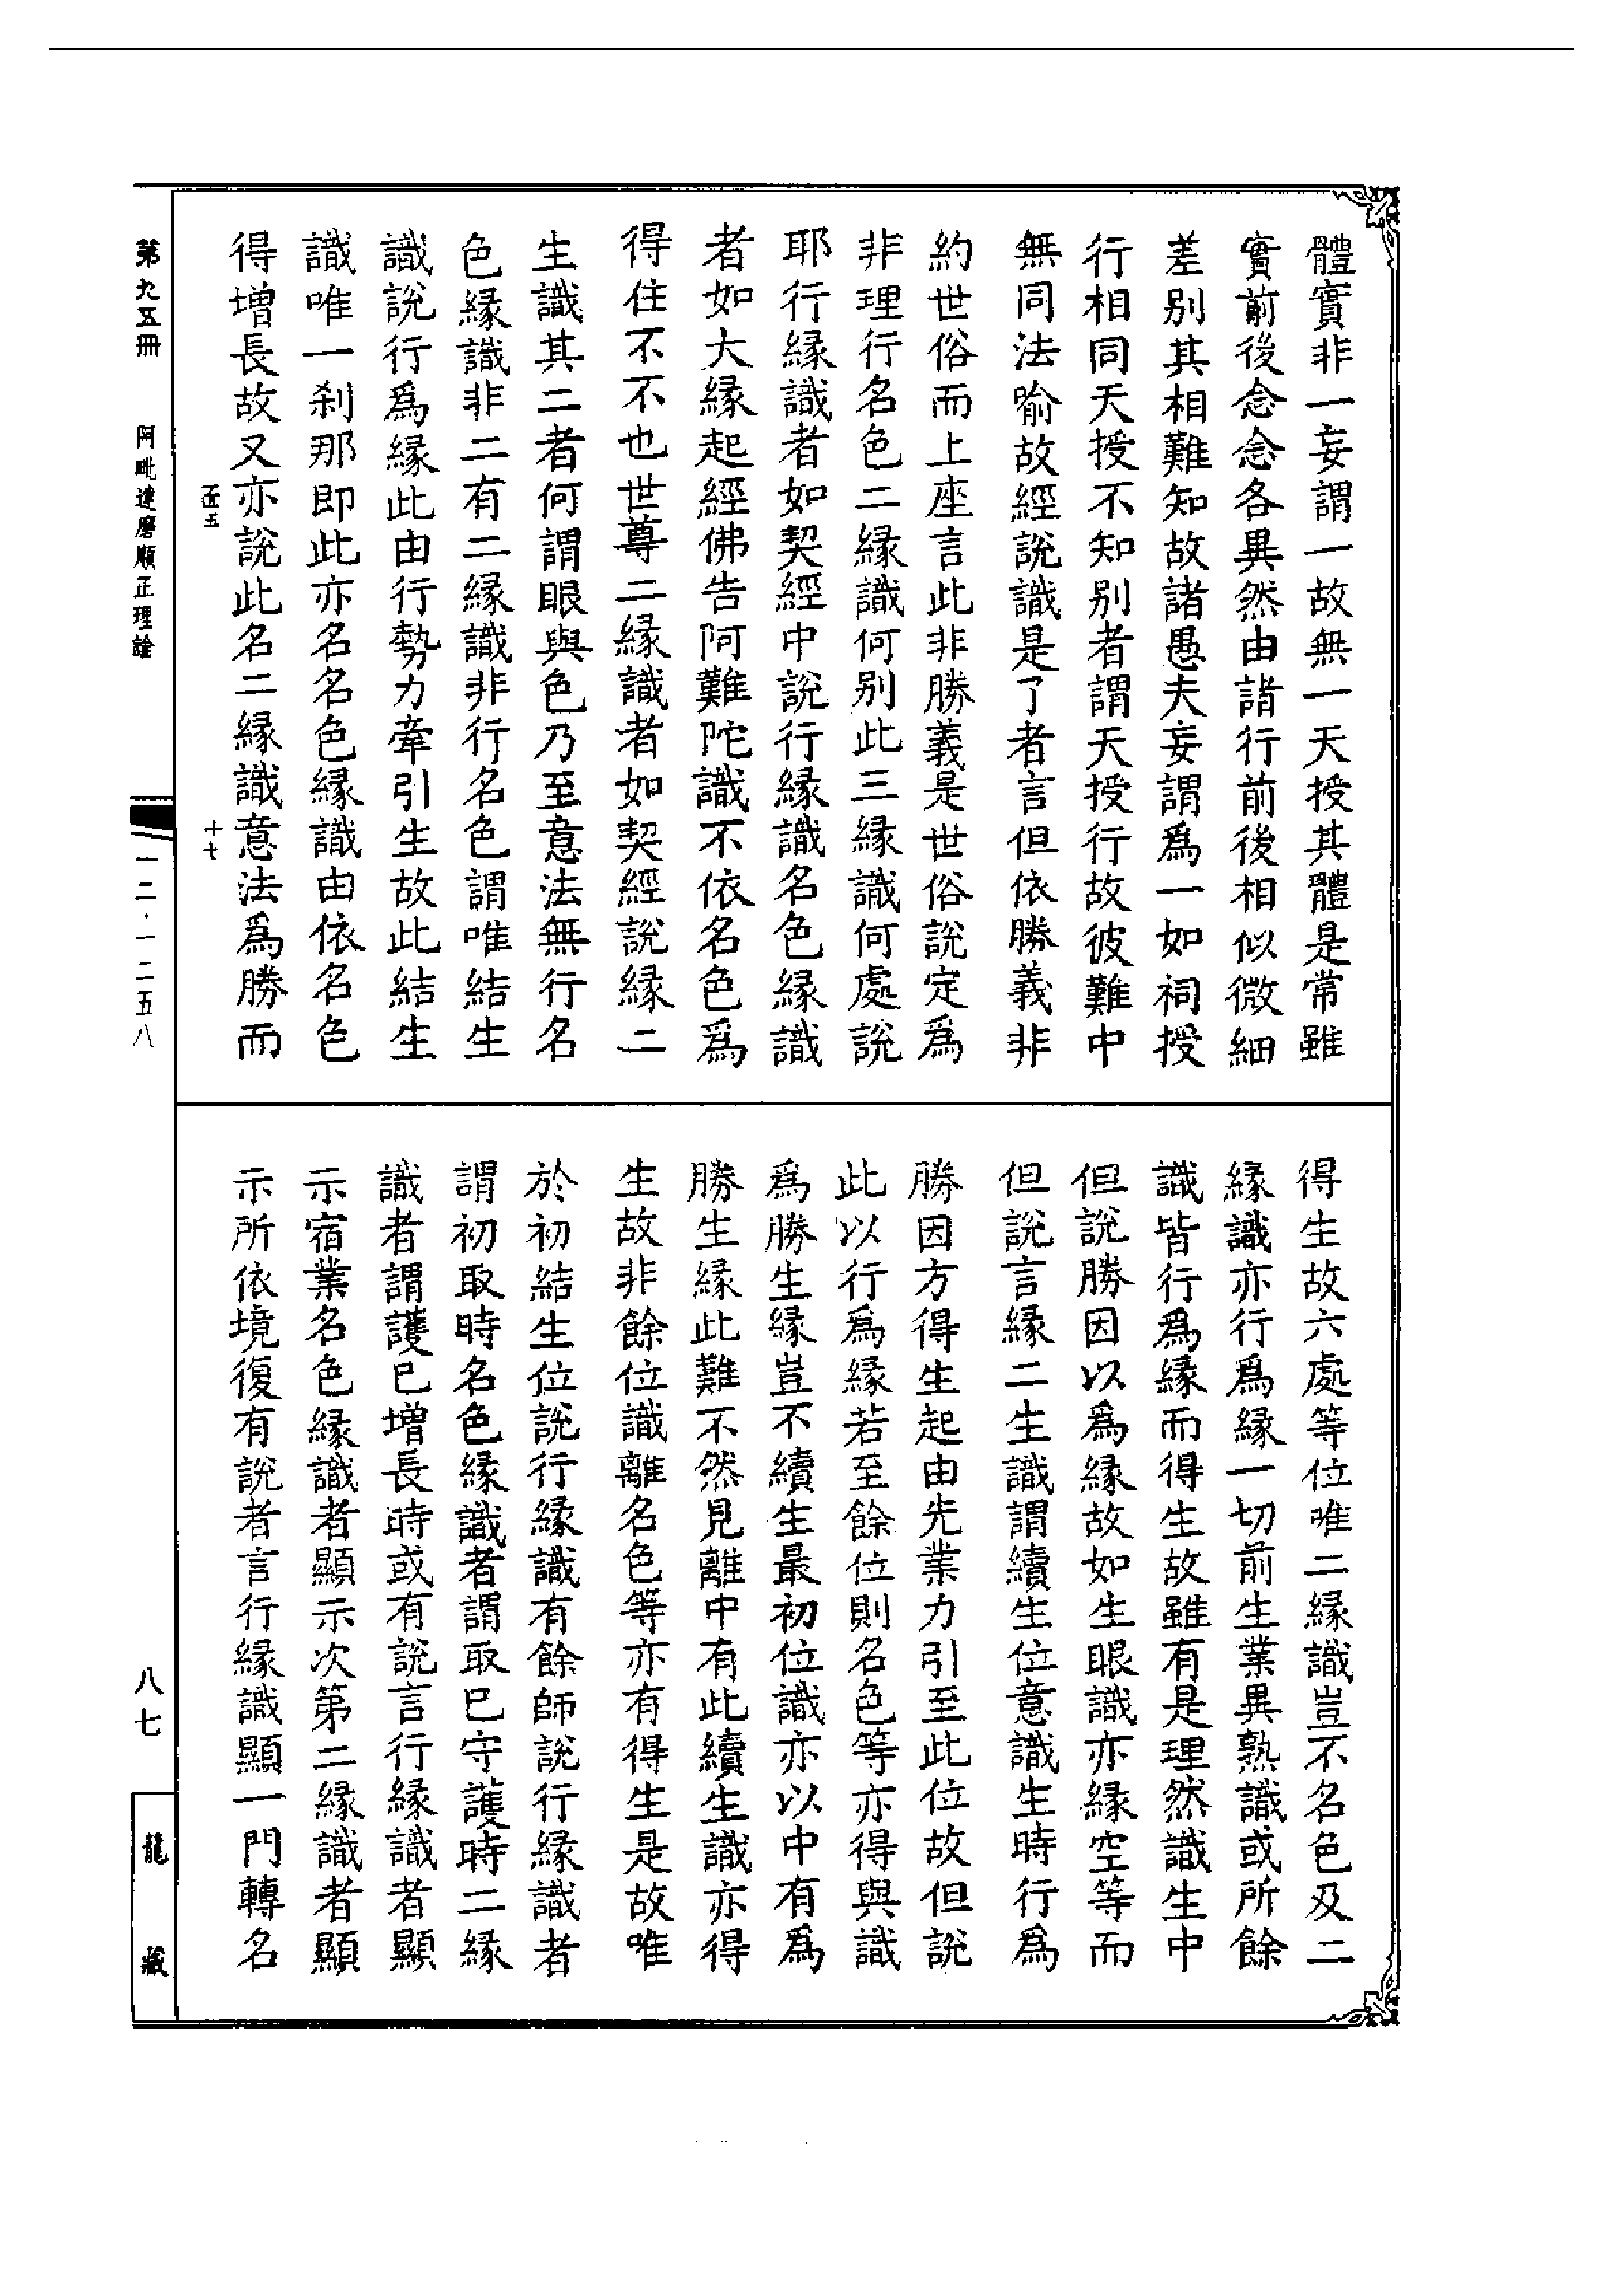 體實非一妄謂一故無一天授其體是常雖
實前後念念各異然由諸行前後相似微細
差別其相難知故諸愚夫妄謂爲一如祠授
行相同天授不知別者謂天授行故彼難中
無同法喻故經說識是了者言但依勝義非
約世俗而上座言此非勝義是世俗說定爲
非理行名色二緣識何別此三緣識何處說
耶行緣識者如契經中說行緣識名色緣識
者如大緣起經佛告阿難陀識不依名色爲
得住不不也世尊二緣識者如契經說緣二
生識其二者何謂眼與色乃至意法無行名
色緣識非二有二緣識非行名色謂唯結生
識說行爲緣此由行勢力牽引生故此結生
識唯一剎那即此亦名名色緣識由依名色
得增長故又亦說此名二緣識意法爲勝而
得生故六處等位唯二緣識豈不名色及二
緣識亦行爲緣一切前生業異熟識或所餘
識皆行爲緣而得生故雖有是理然識生中
但說勝因以爲緣故如生眼識亦緣空等而
但說言緣二生識謂續生位意識生時行爲
勝因方得生起由先業力引至此位故但說
此以行爲緣若至餘位則名色等亦得與識
爲勝生緣豈不續生最初位識亦以中有爲
勝生緣此難不然見離中有此續生識亦得
生故非餘位識離名色等亦有得生是故唯
於初結生位說行緣識有餘師說行緣識者
謂初取時名色緣識者謂取已守護時二緣
識者謂護已增長時或有說言行緣識者顯
示宿業名色緣識者顯示次第二緣識者顯
示所依境復有說者言行緣識顯一門轉名
第九五冊
阿毗達磨順正理論
匝五
十七
一二·一二五八
八七
龍藏